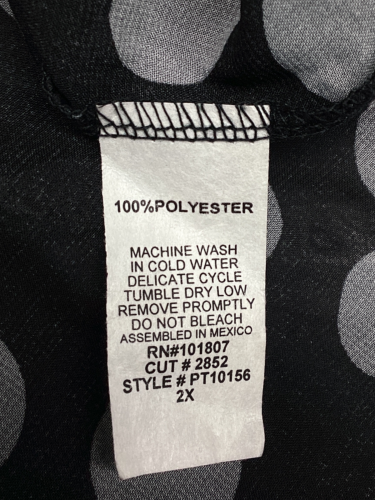 100%POLYESTER
MACHINE WASH
IN COLD WATER
DELICATE CYCLE
TUMBLE DRY LOW
REMOVE PROMPTLY
DO NOT BLEACH
ASSEMBLED IN MEXICO
RN#101807
CUT # 2852
STYLE # PT10156
2X